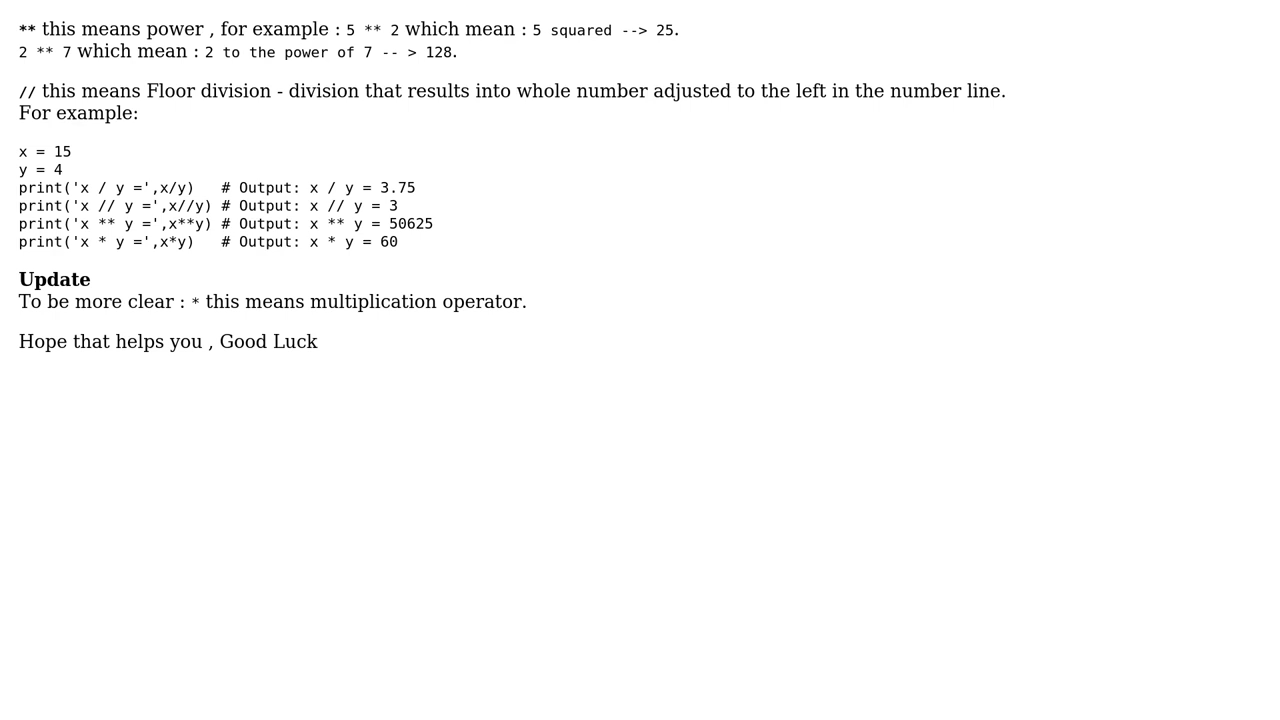 ** this means power , for example : 5 ** 2 which mean : 5 squared --> 25.
2 ** 7 which mean : 2 to the power of 7 -- > 128.
// this means Floor division - division that results into whole number adjusted to the left in the number line.
For example:
x = 15
y = 4
print('x / y =',x/y)   # Output: x / y = 3.75
print('x // y =',x//y) # Output: x // y = 3
print('x ** y =',x**y) # Output: x ** y = 50625
print('x * y =',x*y)   # Output: x * y = 60
Update
To be more clear : * this means multiplication operator.
Hope that helps you , Good Luck